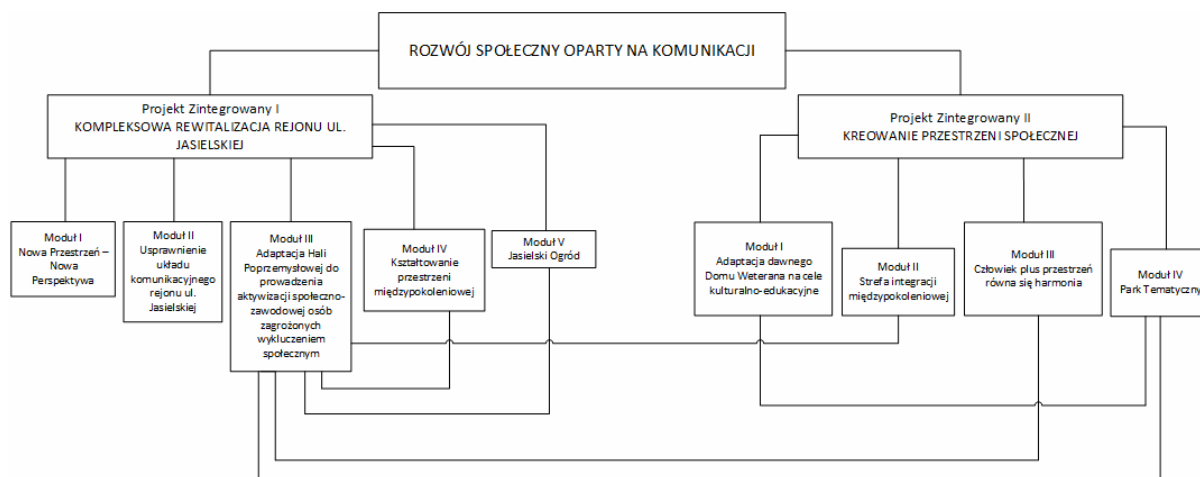 ROZWÓJ SPOŁECZNY OPARTY NA KOMUNIKACJI
Projekt Zintegrowany I
KOMPLEKSOWA REWITALIZACJA REJONU UL.
JASIELSKIEJ
Projekt Zintegrowany II
KREOWANIE PRZESTRZENI SPOŁECZNEJ
Moduł I
Nowa Przestrzeń –
Nowa
Perspektywa
Moduł II
Usprawnienie
układu
komunikacyjnego
rejonu ul.
Jasielskiej
Moduł III
Adaptacja Hali
Poprzemysłowej do
prowadzenia
aktywizacji społeczno-
zawodowej osób
zagrożonych
wykluczeniem
społecznym
Moduł IV
Kształtowanie
przestrzeni
międzypokoleniowej
Moduł V
Jasielski Ogród
Moduł I
Adaptacja dawnego
Domu Weterana na cele
kulturalno-edukacyjne
Moduł II
Strefa integracji
międzypokoleniowej
Moduł III
Człowiek plus przestrzeń
równa się harmonia
Moduł IV
Park Tematyczny